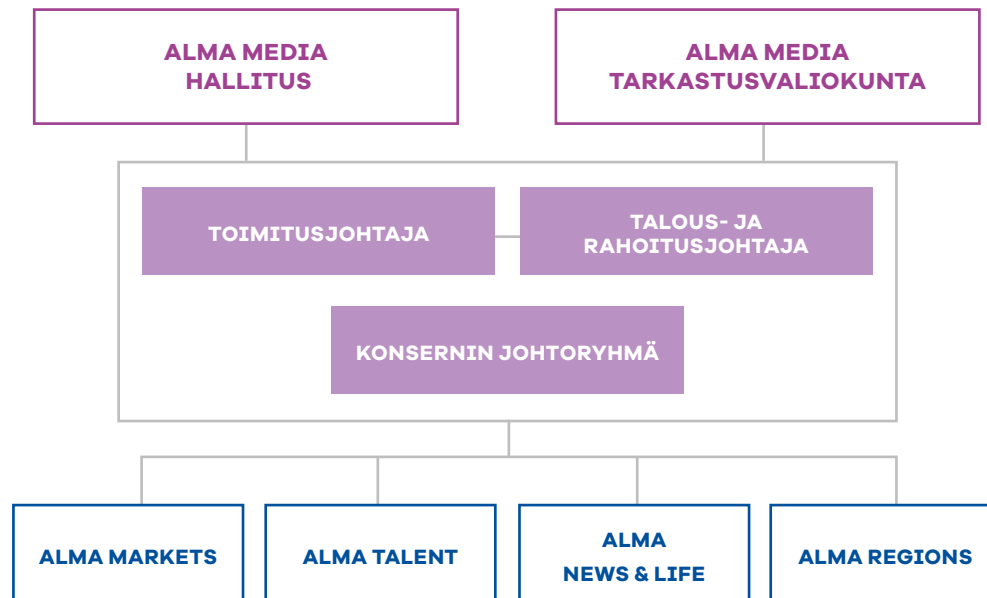 ALMA MEDIA
HALLITUS
ALMA MEDIA
TARKASTUSVALIOKUNTA
TOIMITUSJOHTAJA
TALOUS- JA
RAHOITUSJOHTAJA
KONSERNIN JOHTORYHMÄ
ALMA MARKETS
ALMA TALENT
ALMA
NEWS & LIFE
ALMA REGIONS